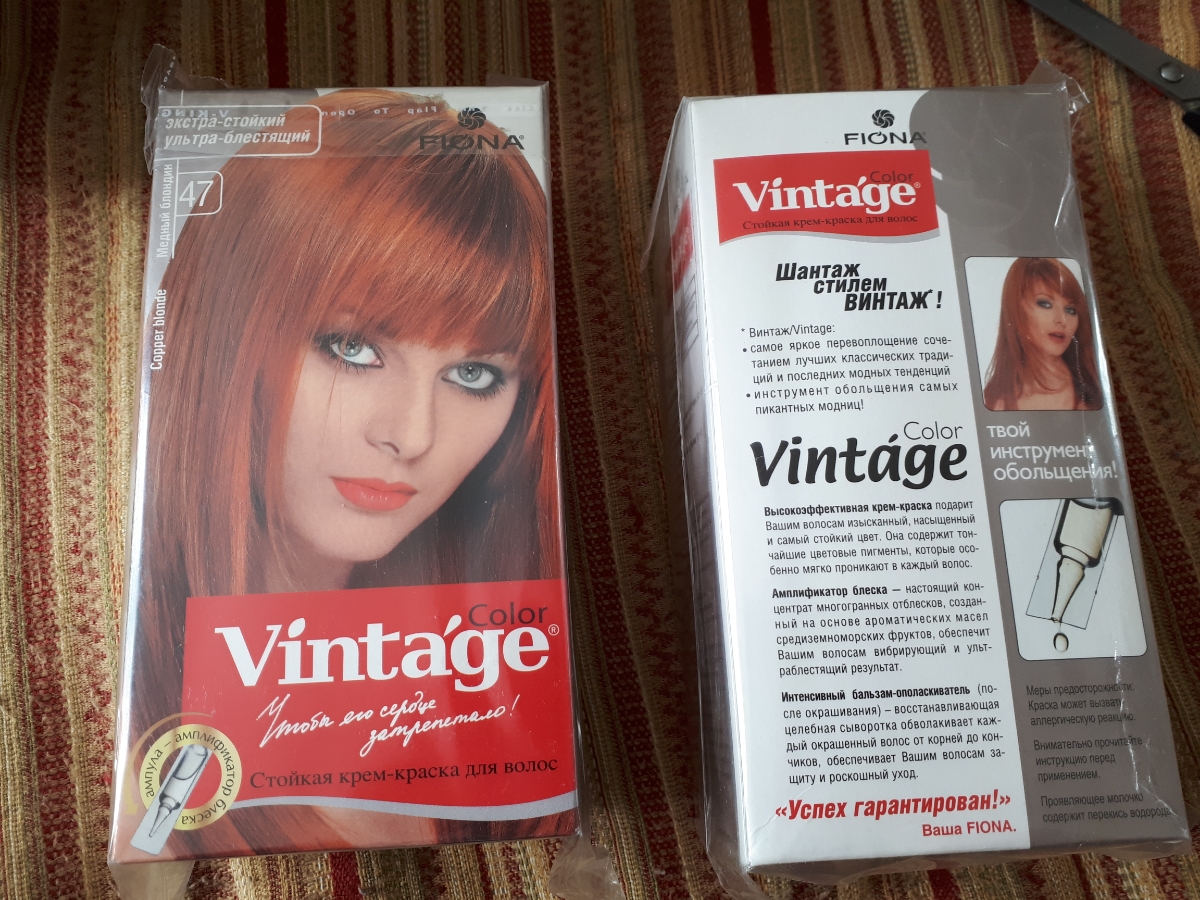 экстра-стойкий
ультра-блестящий
FIONA
47
Медный блондин
Copper blonde
Color
Vintage®
Чтобы его сердце
затрепетало!
Стойкая крем-краска для волос
ампула – амплификатор блеска
FIONA
Color
Vintage®
Стойкая крем-краска для волос
Шантаж
стилем
ВИНТАЖ*!
* Винтаж/Vintage:
• самое яркое перевоплощение соче-
танием лучших классических тради-
ций и последних модных тенденций
• инструмент обольщения самых
пикантных модниц!
Color
Vintáge
Высокоэффективная крем-краска подарит
Вашим волосам изысканный, насыщенный
и самый стойкий цвет. Она содержит тон-
чайшие цветовые пигменты, которые осо-
бенно мягко проникают в каждый волос.
Амплификатор блеска — настоящий кон-
центрат многогранных отблесков, создан-
ный на основе ароматических масел
средиземноморских фруктов, обеспечит
Вашим волосам вибрирующий и ульт-
раблестящий результат.
Интенсивный бальзам-ополаскиватель (по-
сле окрашивания) – восстанавливающая
целебная сыворотка обволакивает каж-
дый окрашенный волос от корней до кон-
чиков, обеспечивает Вашим волосам за-
щиту и роскошный уход.
«Успех гарантирован!»
Ваша FIONA.
твой
инструмент
обольщения!
Меры предосторожности:
Краска может вызвать
аллергическую реакцию.
Внимательно прочитайте
инструкцию перед
применением.
Проявляющее молочко
содержит перекись водорода